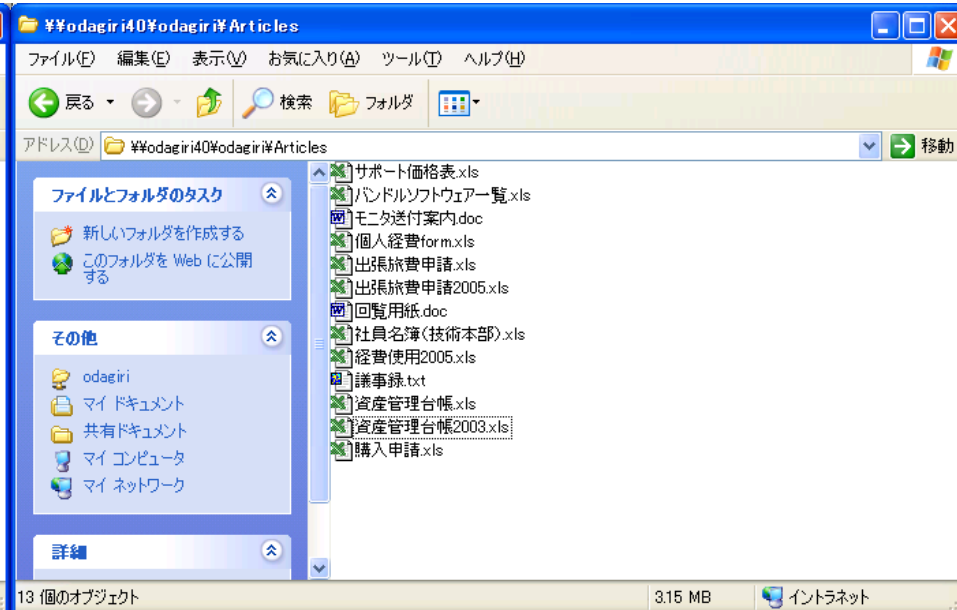 ¥¥odagiri40¥odagiri¥Articles
ファイル(F) 編集(E) 表示(V) お気に入り(A) ツール(T) ヘルプ(H)
戻る 検索 フォルダ
アドレス(D) ¥¥odagiri40¥odagiri¥Articles 移動
ファイルとフォルダのタスク
新しいフォルダを作成する
このフォルダを Web に公開
する
その他
odagiri
マイ ドキュメント
共有ドキュメント
マイ コンピュータ
マイ ネットワーク
詳細
サポート価格表.xls
バンドルソフトウェアー覧.xls
モニタ送付案内.doc
個人経費form.xls
出張旅費申請.xls
出張旅費申請2005.xls
回覧用紙.doc
社員名簿(技術本部).xls
経費使用2005.xls
議事録.txt
資産管理台帳.xls
資産管理台帳2003.xls
購入申請.xls
13 個のオブジェクト 3.15 MB イントラネット